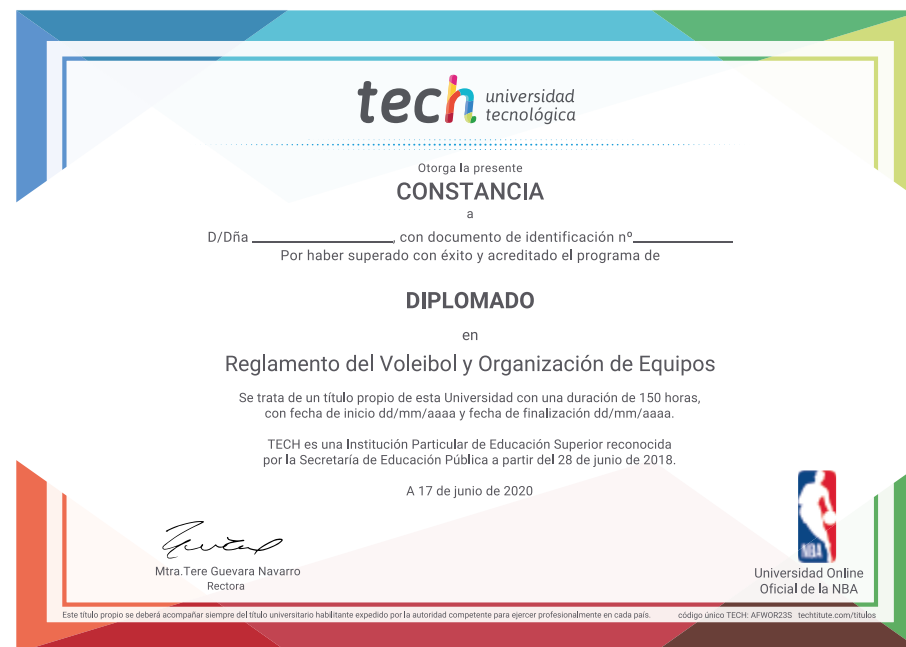 tech universidad
tecnológica
Otorga la presente
CONSTANCIA
a
D/Dña ____________________, con documento de identificación nº______________
Por haber superado con éxito y acreditado el programa de
DIPLOMADO
en
Reglamento del Voleibol y Organización de Equipos
Se trata de un título propio de esta Universidad con una duración de 150 horas,
con fecha de inicio dd/mm/aaaa y fecha de finalización dd/mm/aaaa.
TECH es una Institución Particular de Educación Superior reconocida
por la Secretaría de Educación Pública a partir del 28 de junio de 2018.
A 17 de junio de 2020
Mtra.Tere Guevara Navarro
Rectora
NBA
Universidad Online
Oficial de la NBA
Este título propio se deberá acompañar siempre del título universitario habilitante expedido por la autoridad competente para ejercer profesionalmente en cada país.
código único TECH: AFWOR23S techtitute.com/titulos